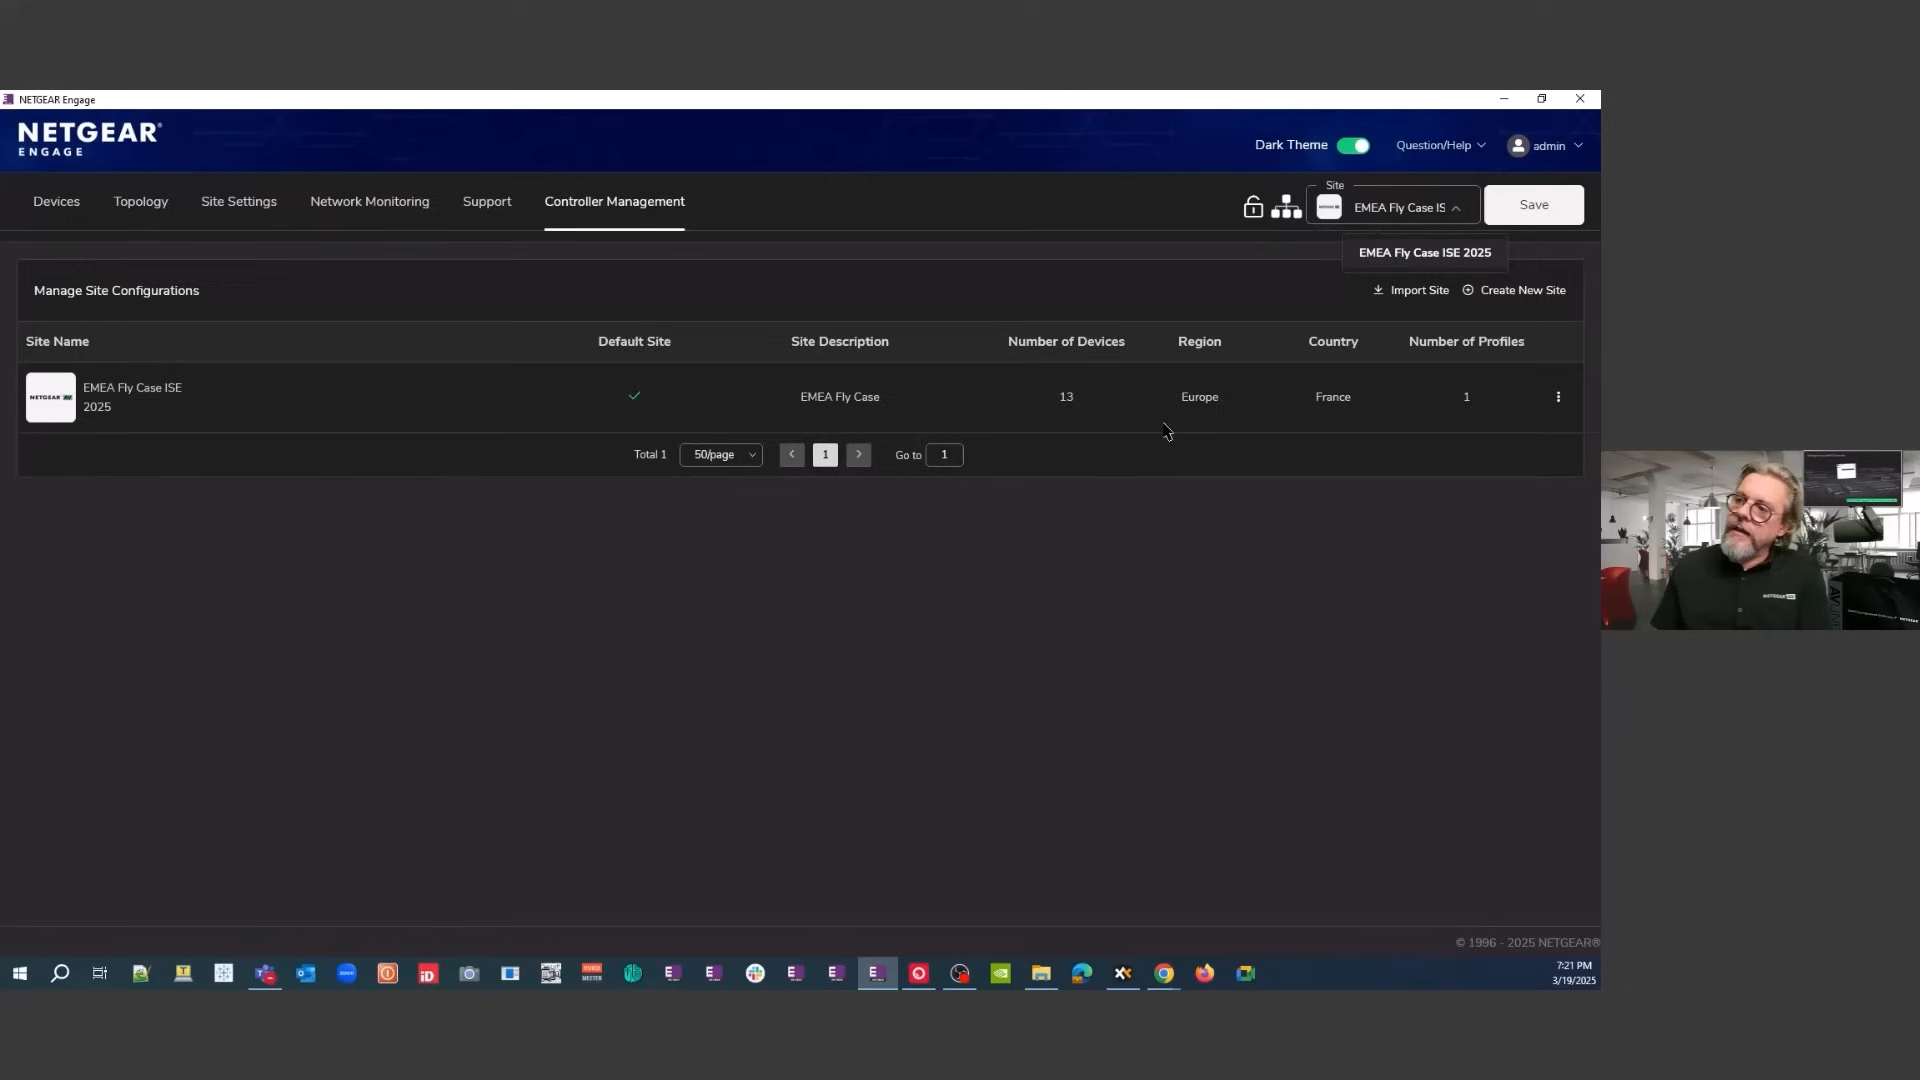 NETGEAR Engage
NETGEAR®
ENGAGE
Dark Theme
Question/Help
admin
Devices
Topology
Site Settings
Network Monitoring
Support
Controller Management
Site
EMEA Fly Case IS
Save
EMEA Fly Case ISE 2025
Manage Site Configurations
Import Site
Create New Site
Site Name
Default Site
Site Description
Number of Devices
Region
Country
Number of Profiles
NETGEAR AV
EMEA Fly Case ISE
2025
EMEA Fly Case
13
Europe
France
1
Total 1
50/page
1
Go to
1
© 1996 - 2025 NETGEAR®
7:21 PM
3/19/2025
NETGEAR AV